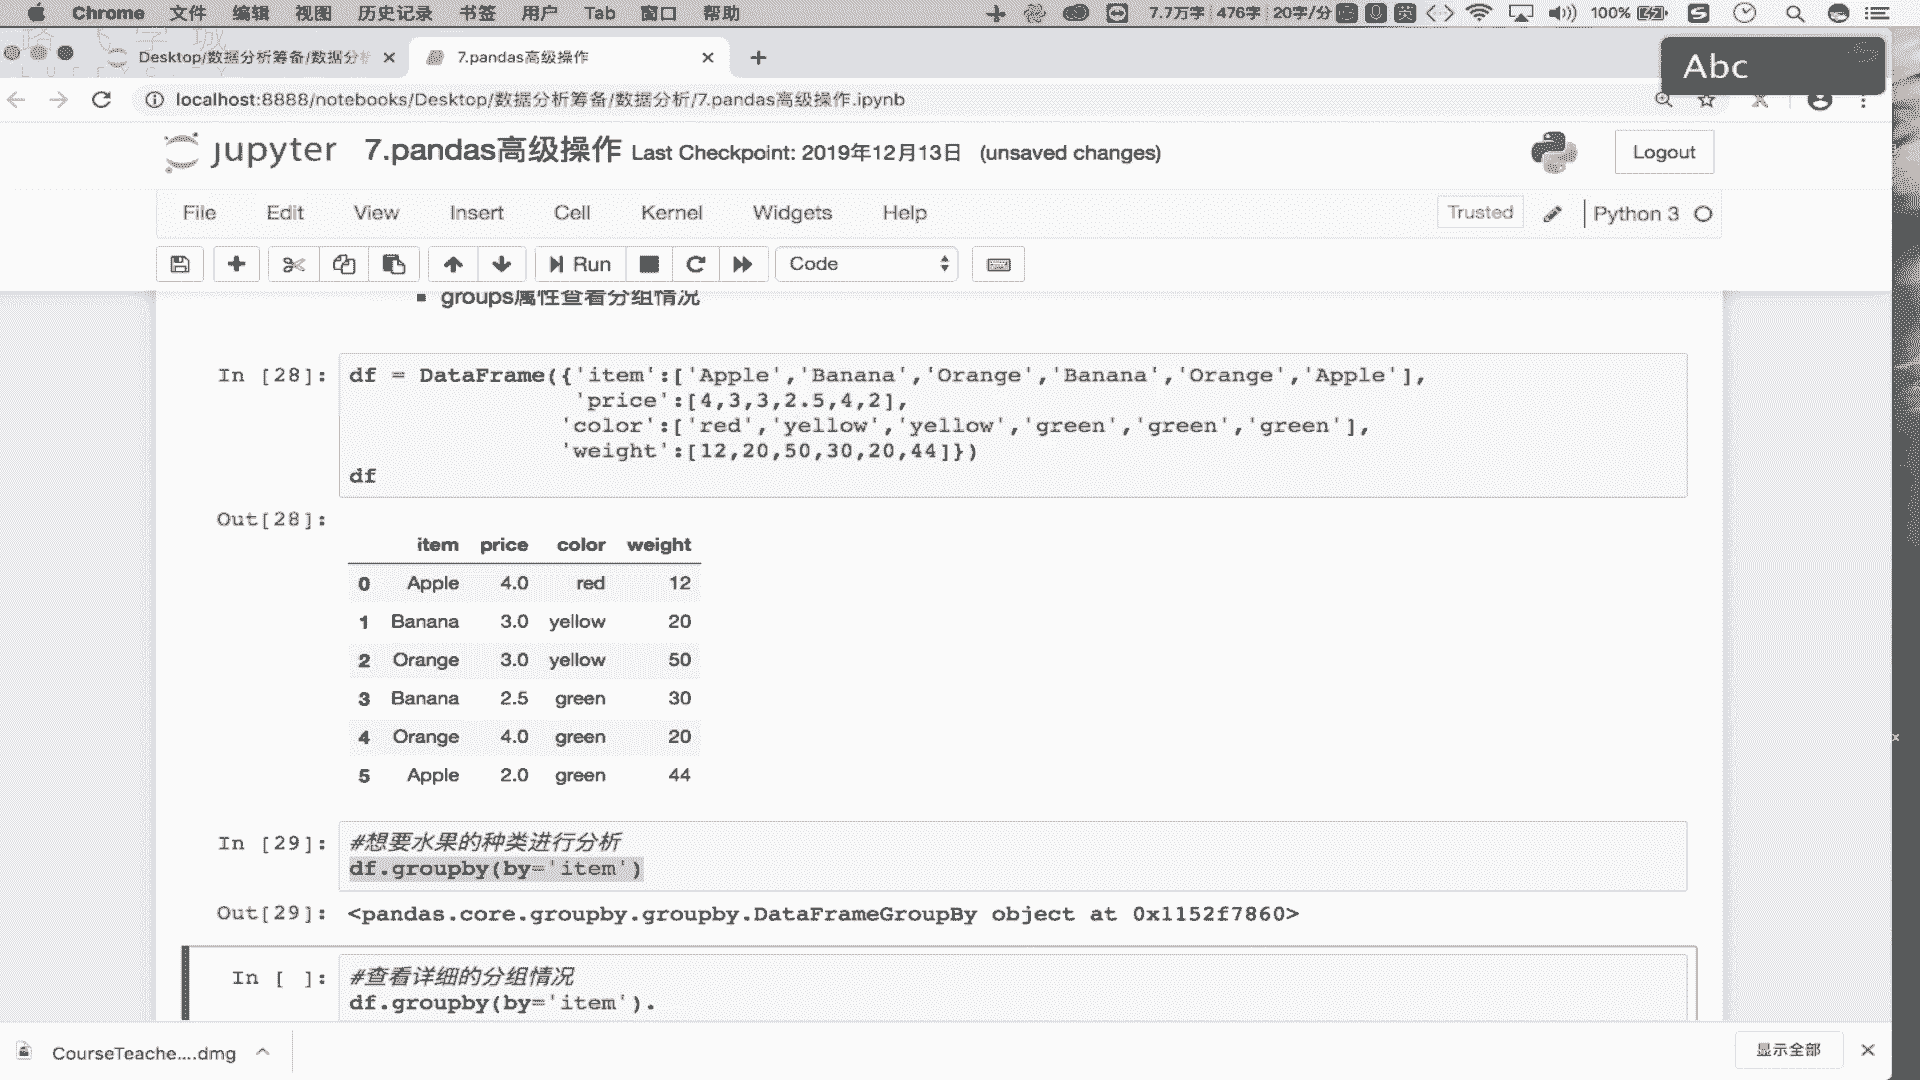 Chrome 文件 编辑 视图 历史记录 书签 用户 Tab 窗口 帮助 7.7万字 476字 20字/分 英 100%
路飞学城
LUFFYCITY
Desktop/数据分析筹备/数据分析 7.pandas高级操作
Abc
localhost:8888/notebooks/Desktop/数据分析筹备/数据分析/7.pandas高级操作.ipynb
jupyter 7.pandas高级操作 Last Checkpoint: 2019年12月13日 (unsaved changes) Logout
File Edit View Insert Cell Kernel Widgets Help Trusted Python 3
Run Code
groups属性查看分组情况
In [28]: df = DataFrame({'item':['Apple','Banana','Orange','Banana','Orange','Apple'],
'price':[4,3,3,2.5,4,2],
'color':['red','yellow','yellow','green','green','green'],
'weight':[12,20,50,30,20,44]})
df
Out[28]:
item price color weight
0 Apple 4.0 red 12
1 Banana 3.0 yellow 20
2 Orange 3.0 yellow 50
3 Banana 2.5 green 30
4 Orange 4.0 green 20
5 Apple 2.0 green 44
In [29]: #想要水果的种类进行分析
df.groupby(by='item')
Out[29]: <pandas.core.groupby.groupby.DataFrameGroupBy object at 0x1152f7860>
In [ ]: #查看详细的分组情况
df.groupby(by='item').
CourseTeache....dmg 显示全部